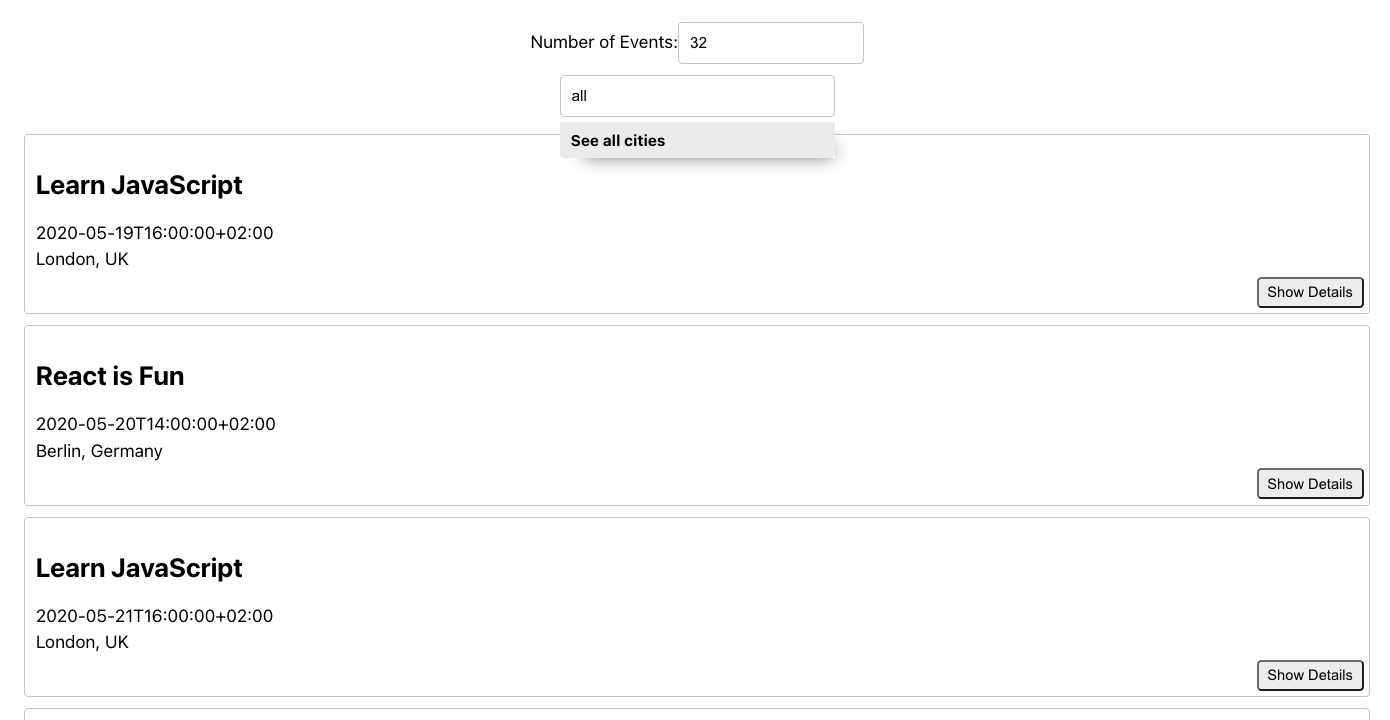 Number of Events: 32
all
See all cities
Learn JavaScript
2020-05-19T16:00:00+02:00
London, UK
Show Details
React is Fun
2020-05-20T14:00:00+02:00
Berlin, Germany
Show Details
Learn JavaScript
2020-05-21T16:00:00+02:00
London, UK
Show Details